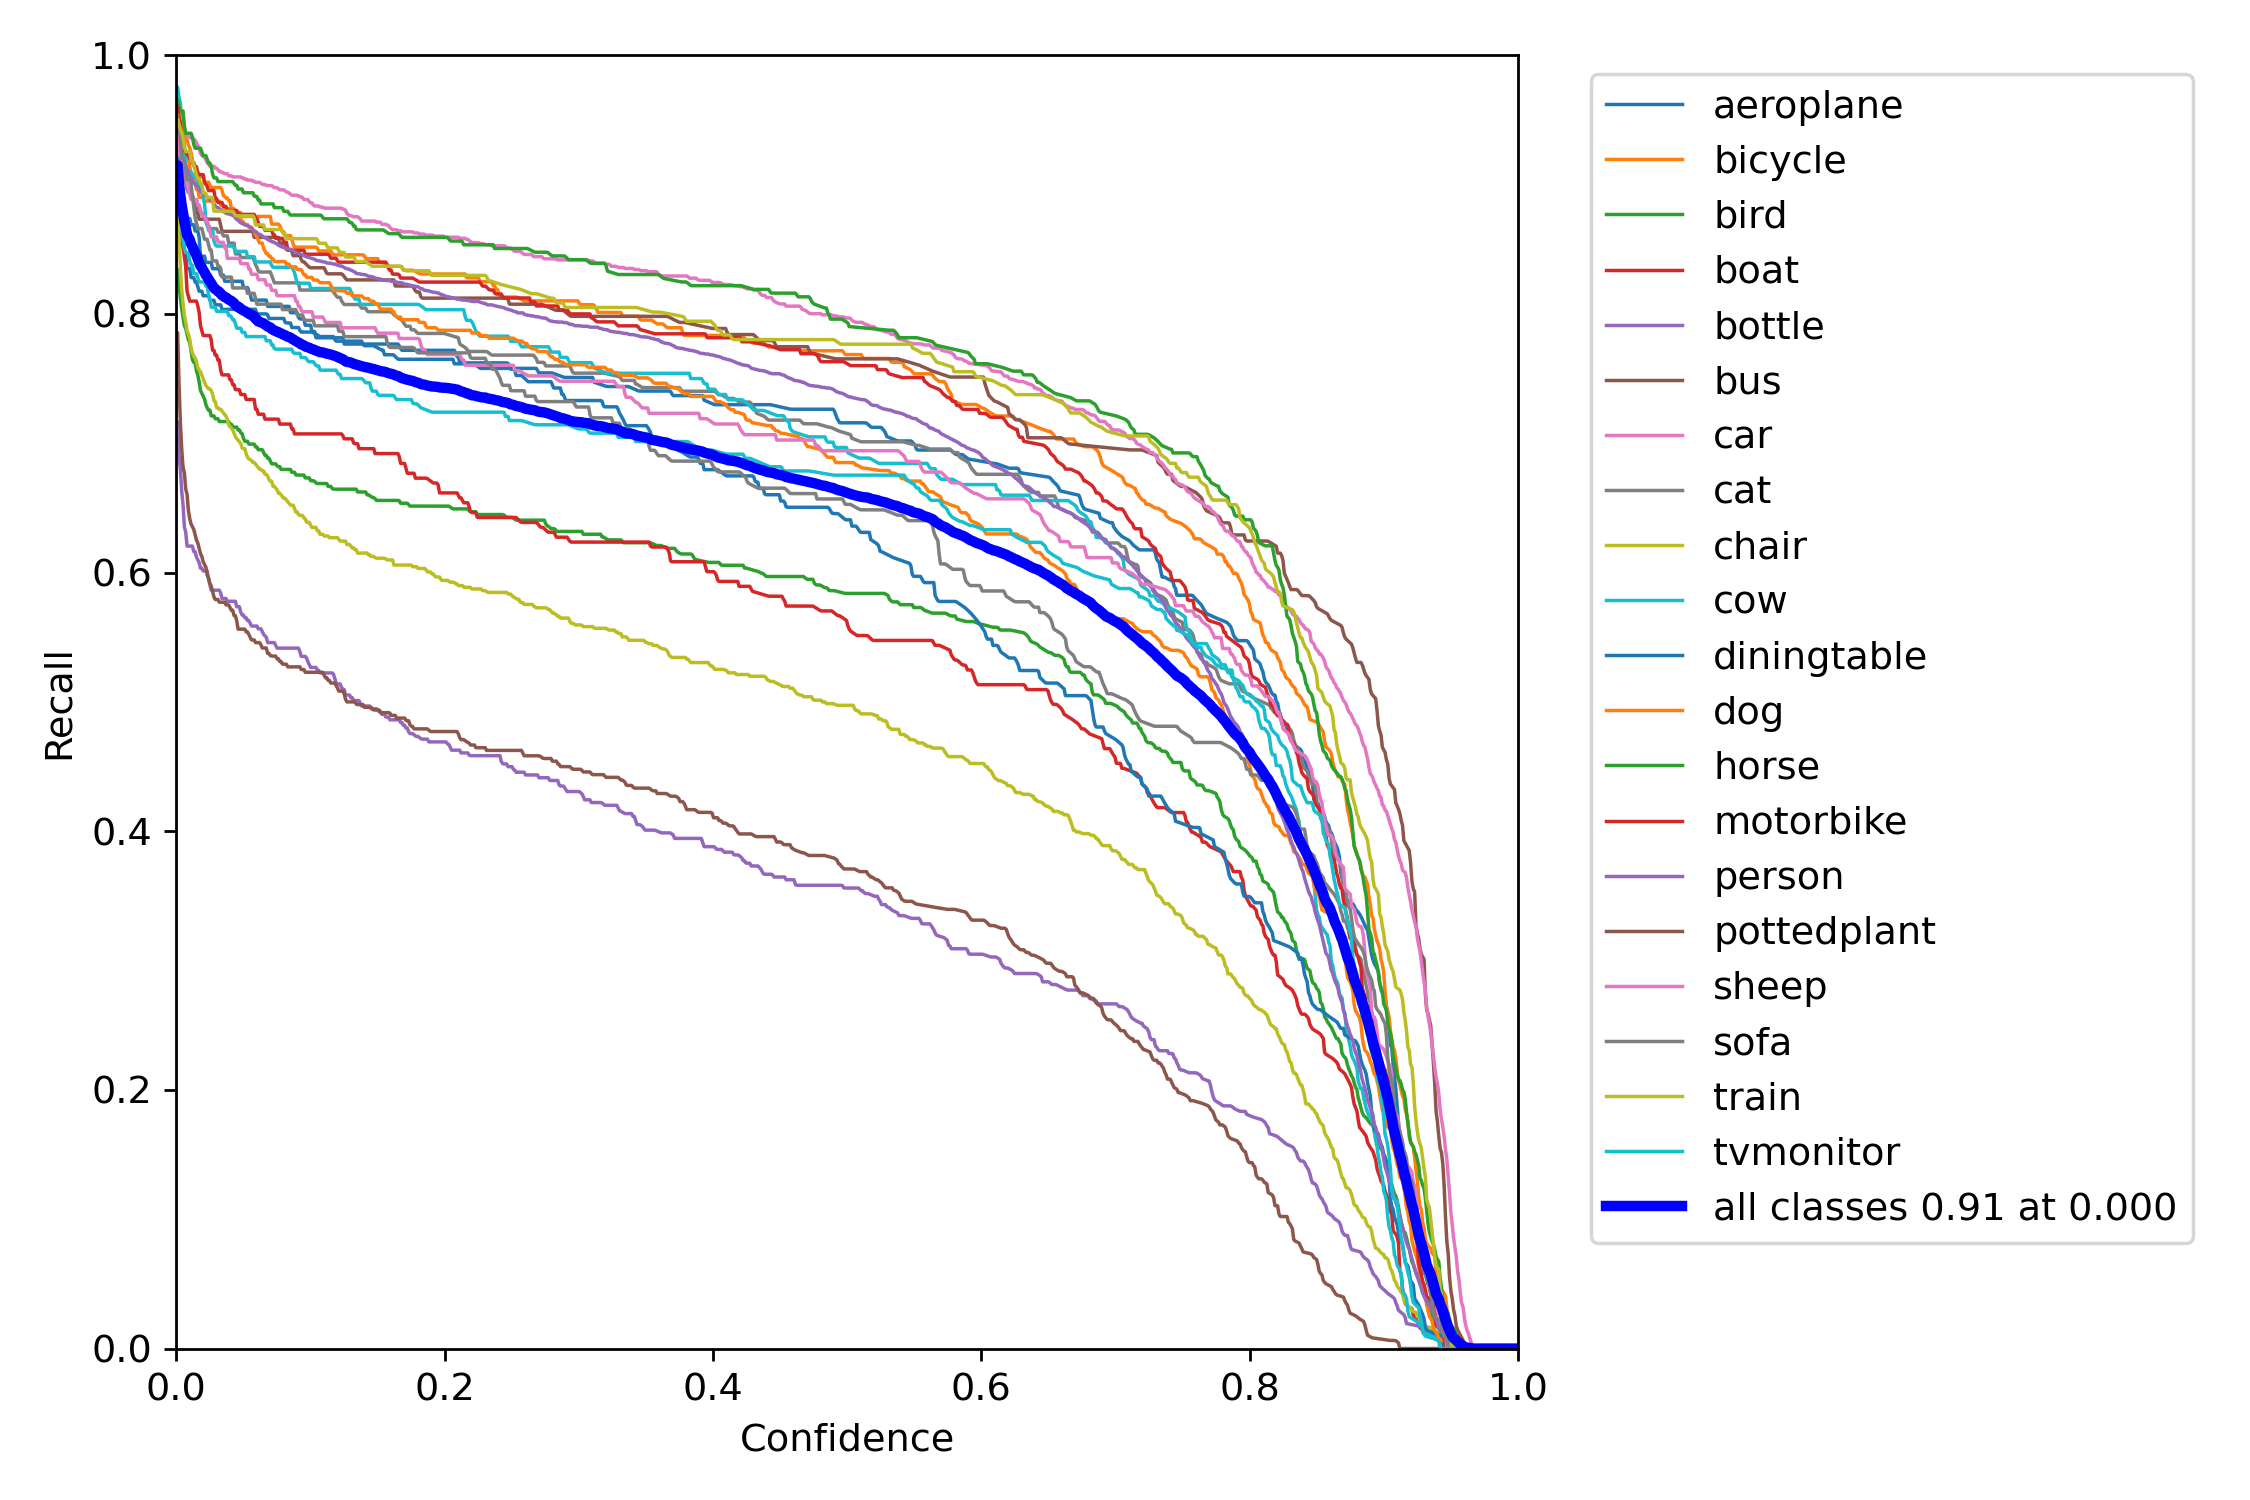 1.0
0.8
0.6
0.4
0.2
0.0
0.0 0.2 0.4 0.6 0.8 1.0
Recall
Confidence
aeroplane
bicycle
bird
boat
bottle
bus
car
cat
chair
cow
diningtable
dog
horse
motorbike
person
pottedplant
sheep
sofa
train
tvmonitor
all classes 0.91 at 0.000